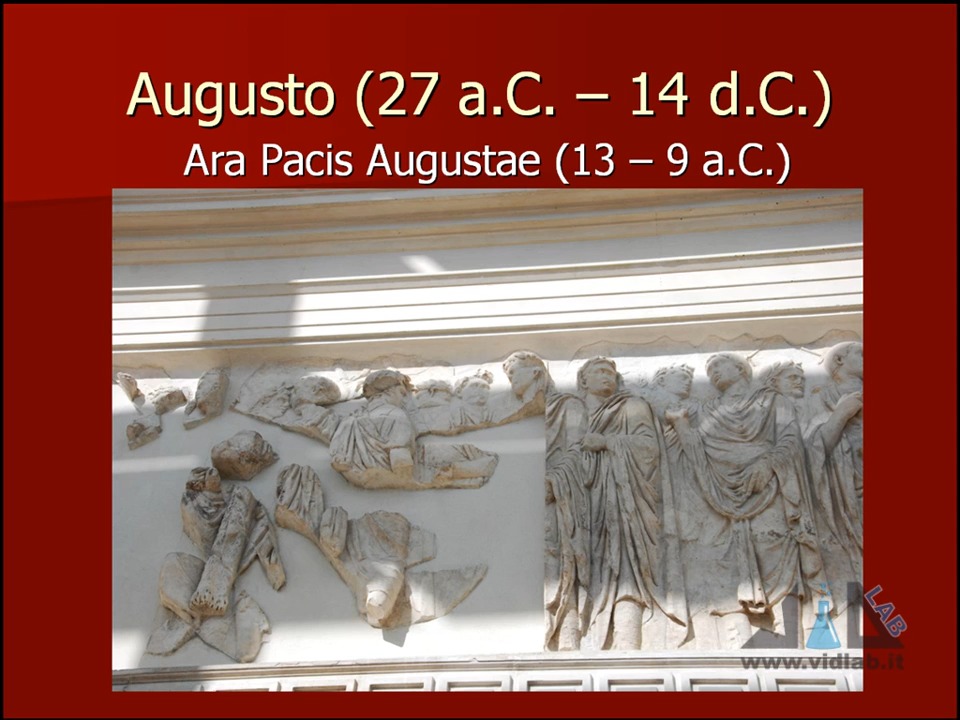 Augusto (27 a.C. – 14 d.C.)
Ara Pacis Augustae (13 – 9 a.C.)
LAB
www.vidlab.it